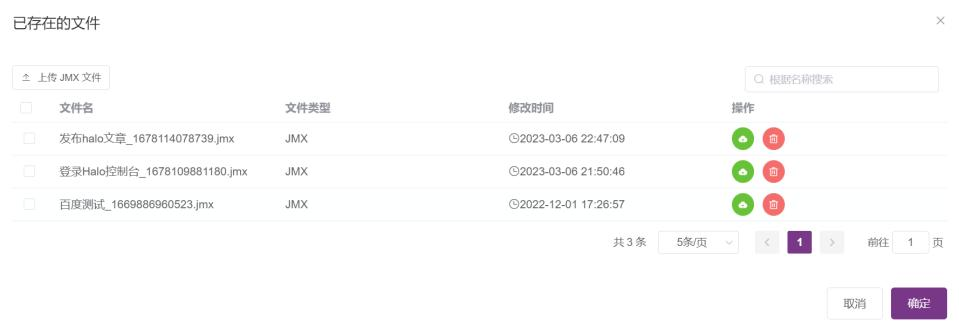 已存在的文件
上传 JMX 文件
根据名称搜索
文件名 文件类型 修改时间 操作
发布halo文章_1678114078739.jmx JMX 2023-03-06 22:47:09
登录Halo控制台_1678109881180.jmx JMX 2023-03-06 21:50:46
百度测试_1669886960523.jmx JMX 2022-12-01 17:26:57
共 3 条 5条/页 1 前往 1 页
取消 确定